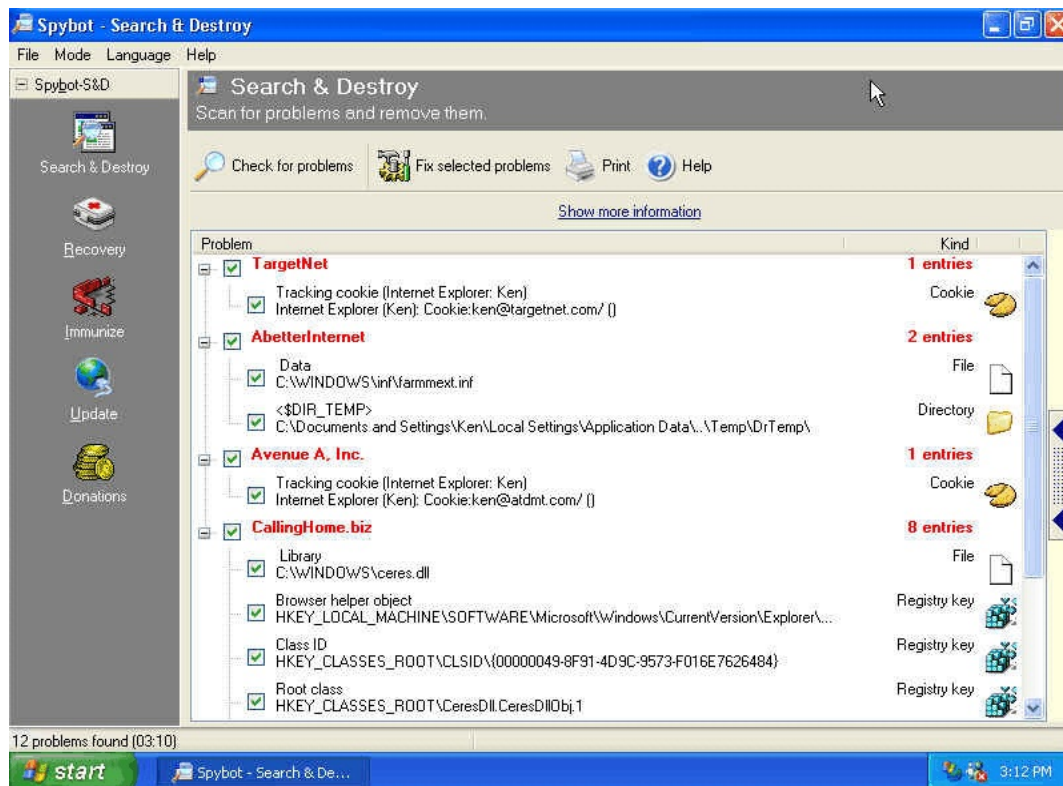 Spybot - Search & Destroy
File Mode Language Help
Spybot-S&D
Search & Destroy
Recovery
Immunize
Update
Donations
Search & Destroy
Scan for problems and remove them.
Check for problems Fix selected problems Print Help
Show more information
Problem Kind
TargetNet 1 entries
Tracking cookie (Internet Explorer: Ken) Cookie
Internet Explorer (Ken): Cookie:ken@targetnet.com/ ()
AbetterInternet 2 entries
Data File
C:\WINDOWS\inf\farmmext.inf
<$DIR_TEMP> Directory
C:\Documents and Settings\Ken\Local Settings\Application Data\..\Temp\DrTemp\
Avenue A, Inc. 1 entries
Tracking cookie (Internet Explorer: Ken) Cookie
Internet Explorer (Ken): Cookie:ken@atdmt.com/ ()
CallingHome.biz 8 entries
Library File
C:\WINDOWS\ceres.dll
Browser helper object Registry key
HKEY_LOCAL_MACHINE\SOFTWARE\Microsoft\Windows\CurrentVersion\Explorer\...
Class ID Registry key
HKEY_CLASSES_ROOT\CLSID\{00000049-8F91-4D9C-9573-F016E7626484}
Root class Registry key
HKEY_CLASSES_ROOT\CeresDll.CeresDllObj.1
12 problems found (03:10)
start Spybot - Search & De... 3:12 PM